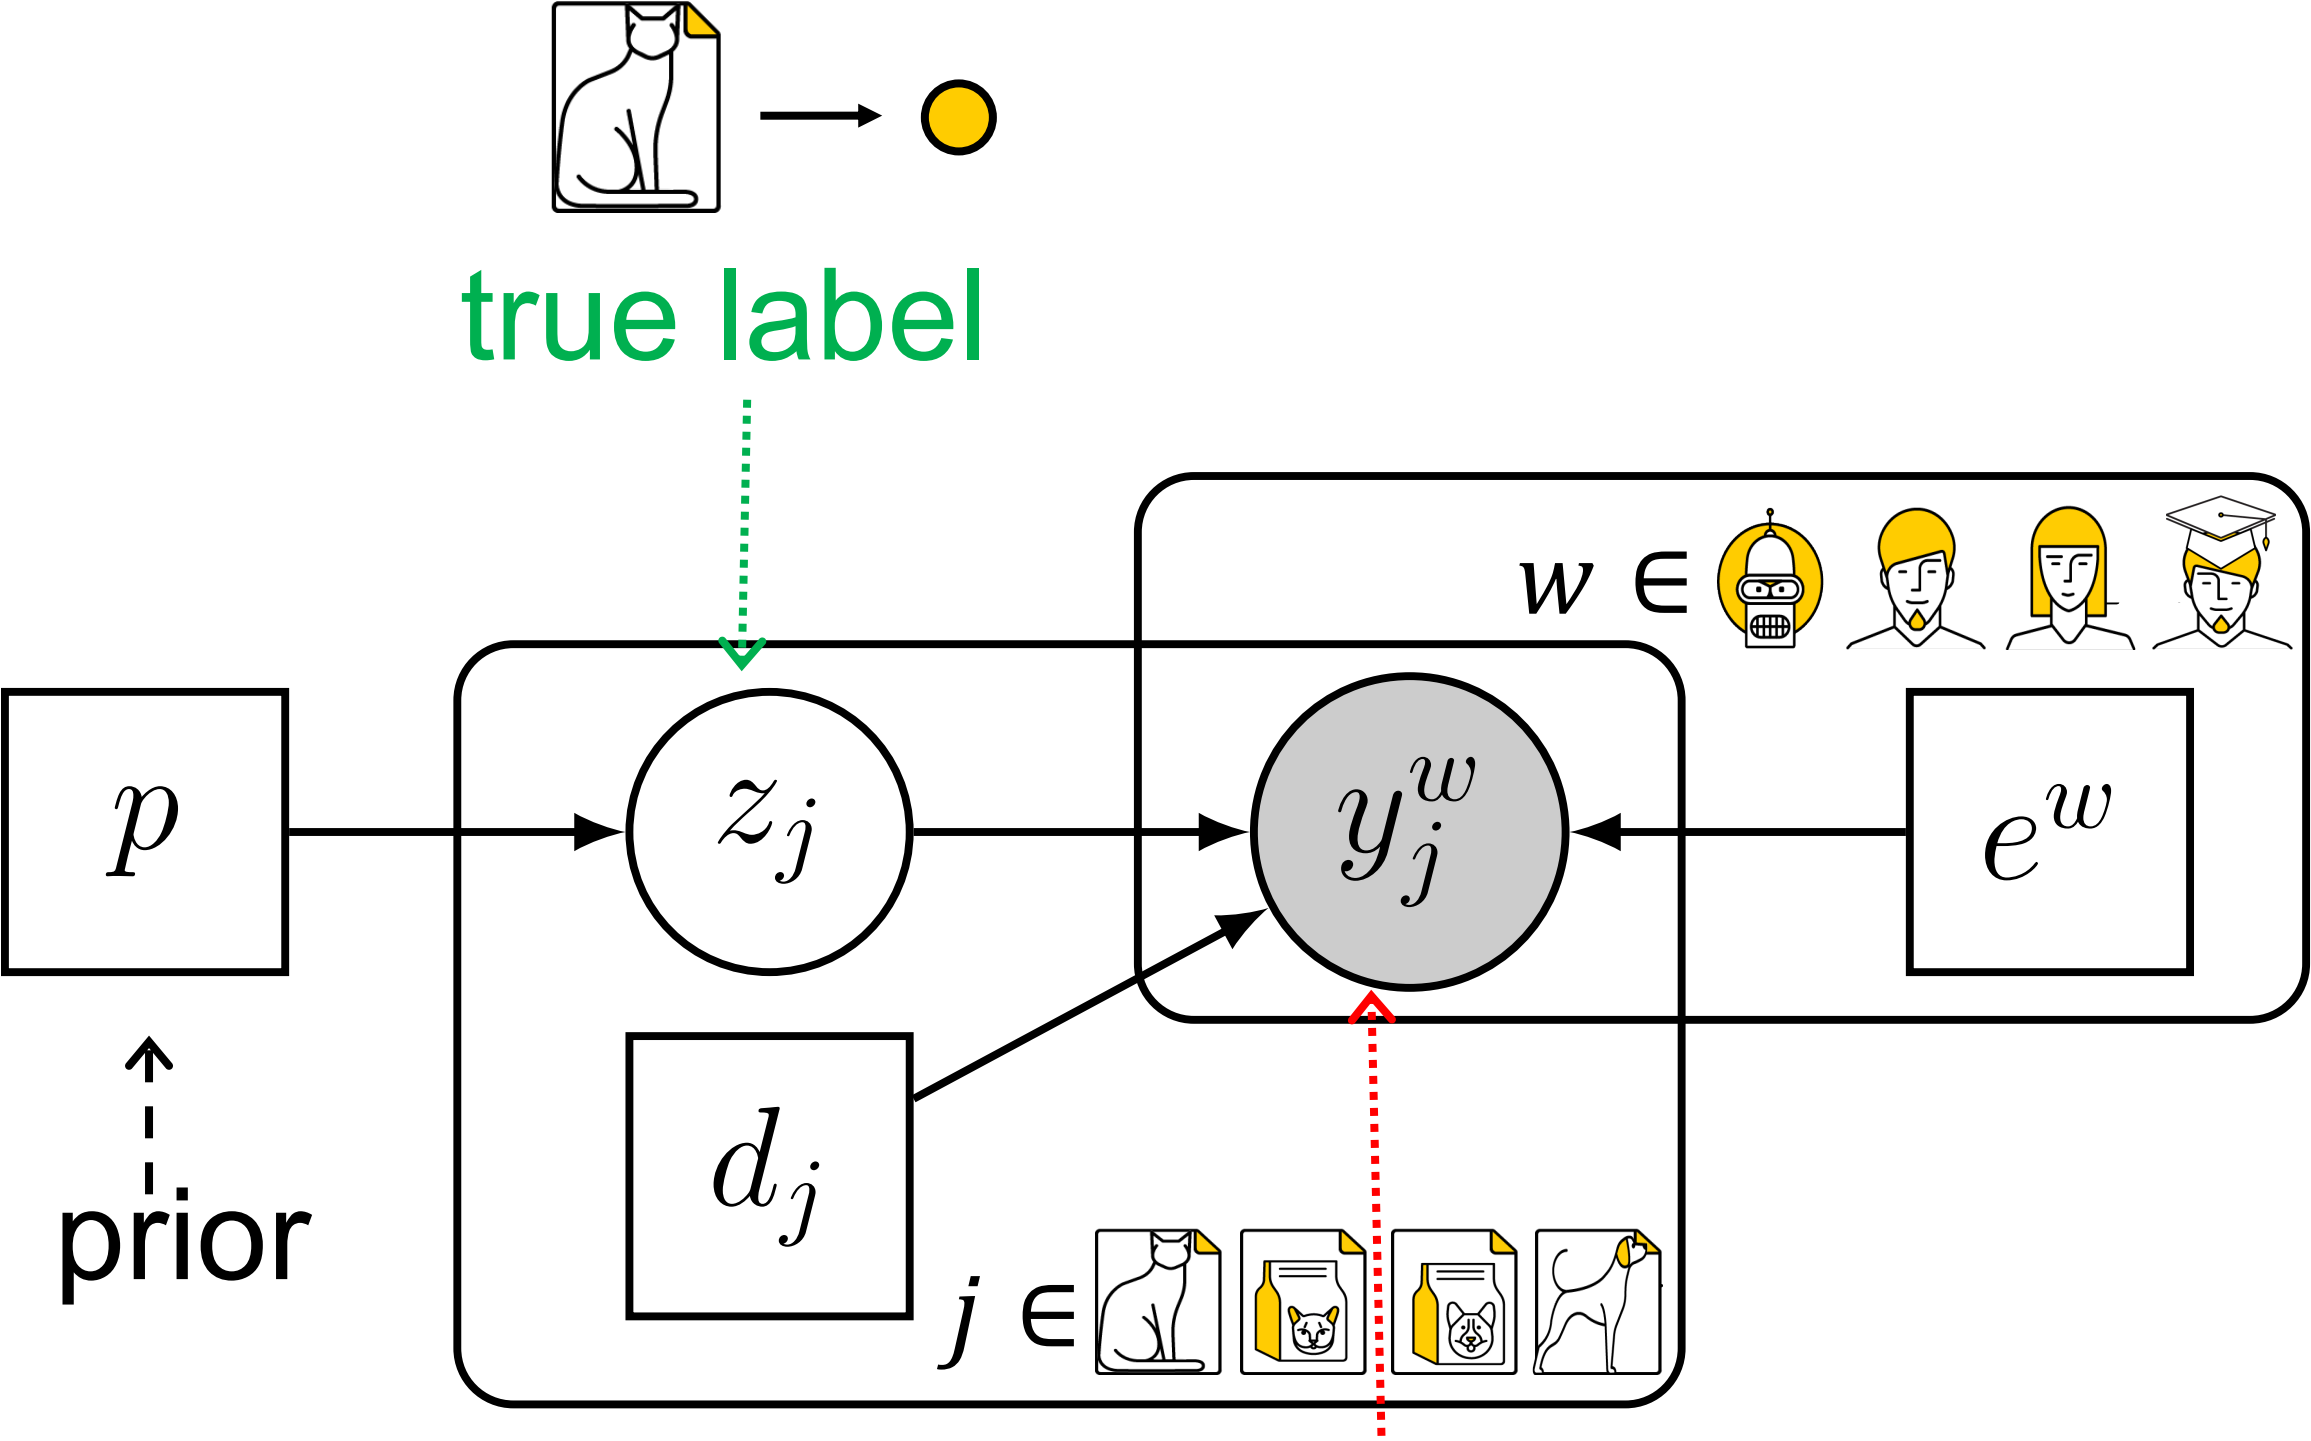 true label
w ∈
p
z_j
y_j^w
e^w
d_j
prior
j ∈